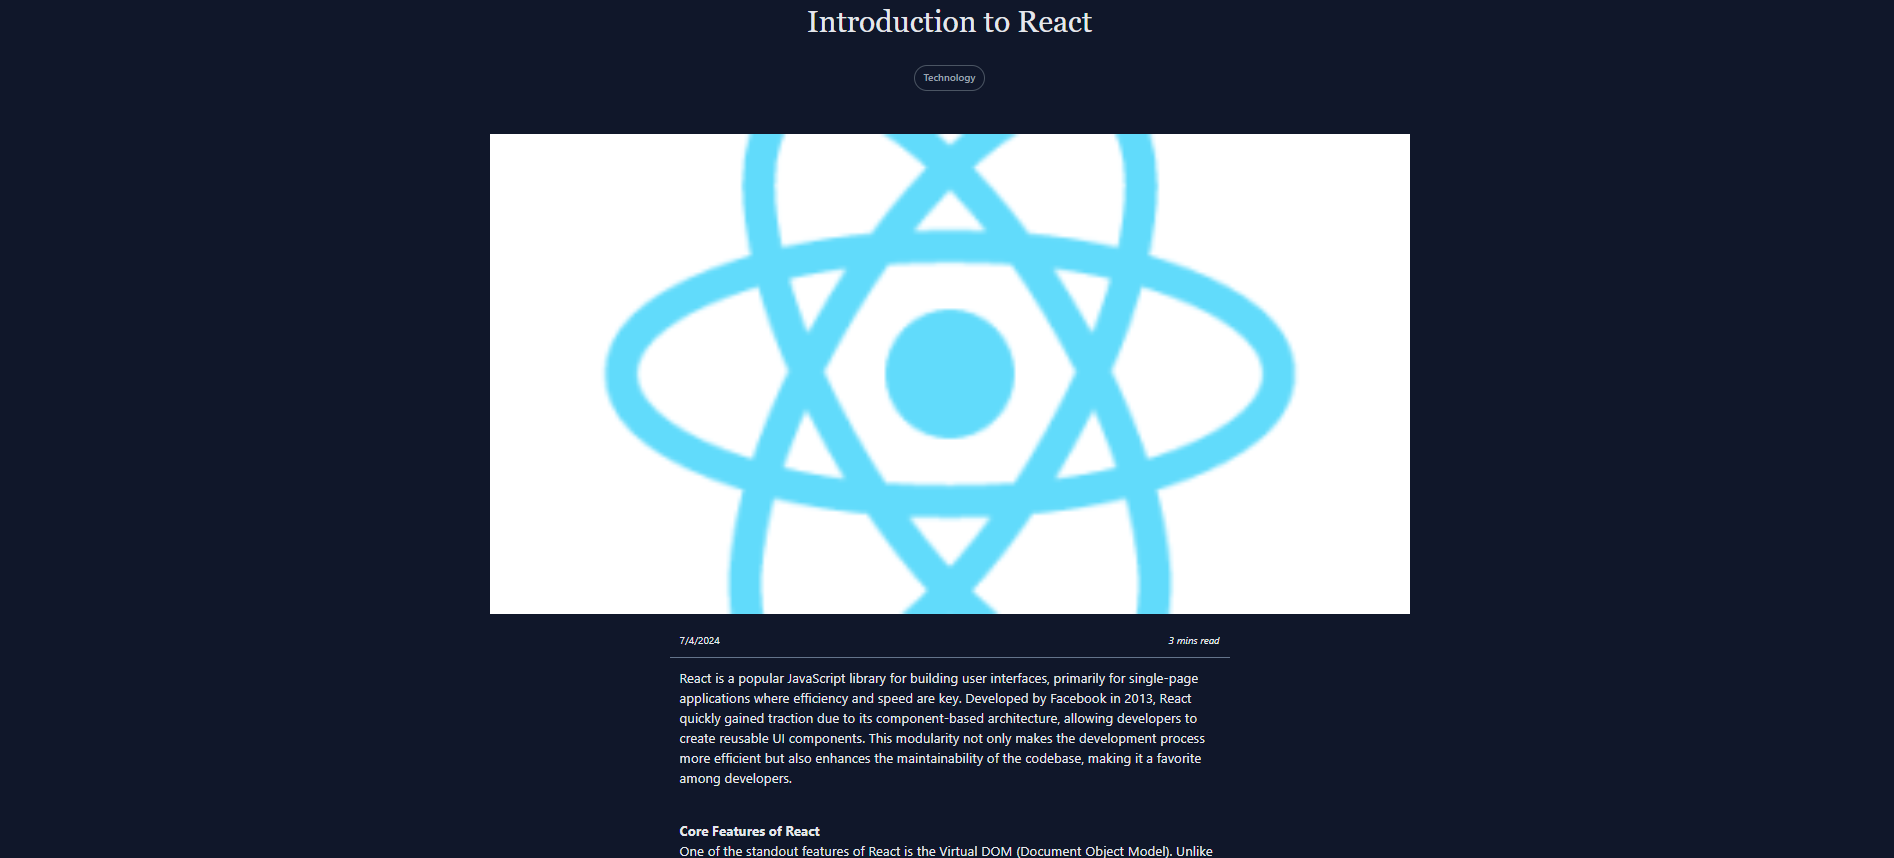 Introduction to React
Technology
7/4/2024
3 mins read
React is a popular JavaScript library for building user interfaces, primarily for single-page
applications where efficiency and speed are key. Developed by Facebook in 2013, React
quickly gained traction due to its component-based architecture, allowing developers to
create reusable UI components. This modularity not only makes the development process
more efficient but also enhances the maintainability of the codebase, making it a favorite
among developers.
Core Features of React
One of the standout features of React is the Virtual DOM (Document Object Model). Unlike